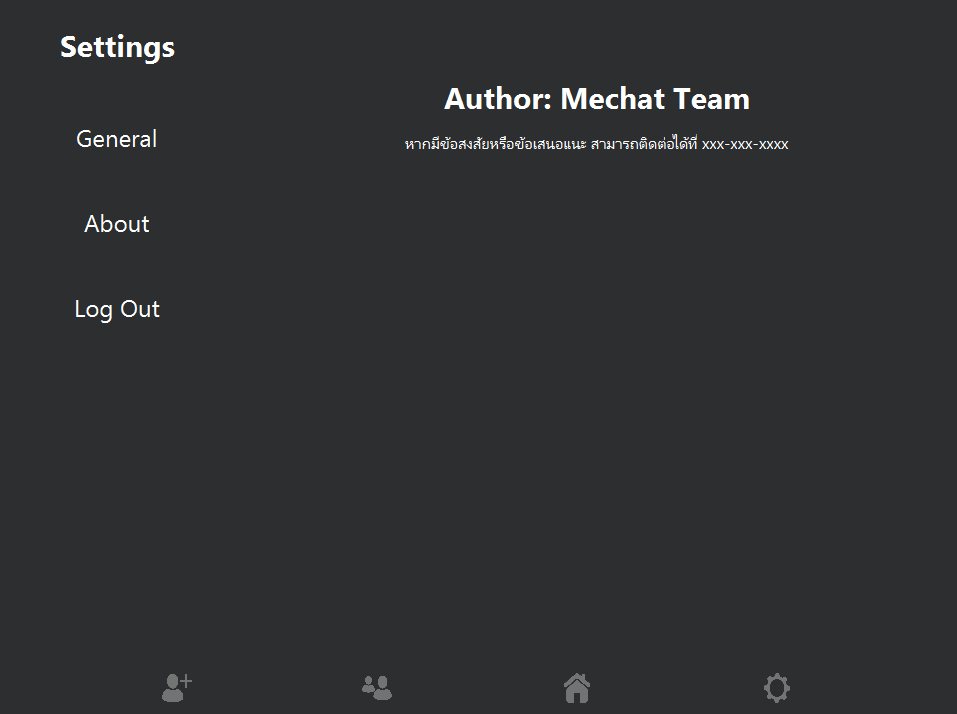 Settings
General
About
Log Out
Author: Mechat Team
หากมีข้อสงสัยหรือข้อเสนอแนะ สามารถติดต่อได้ที่ xxx-xxx-xxxx